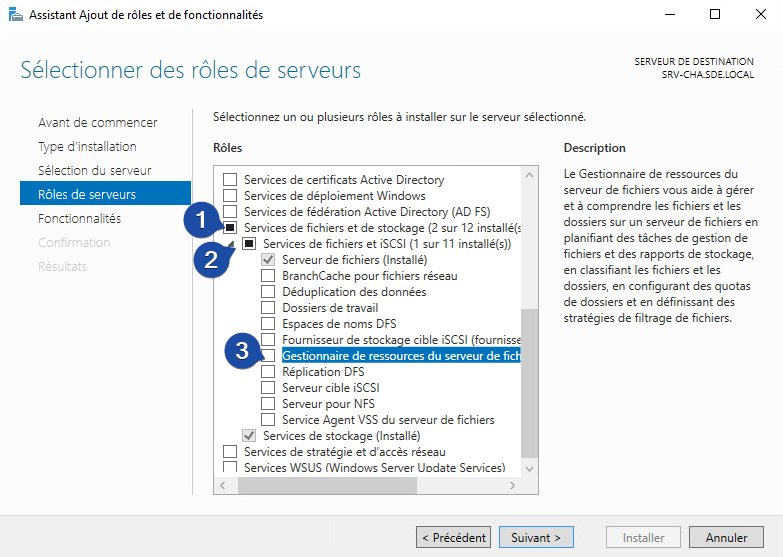 Assistant Ajout de rôles et de fonctionnalités
Sélectionner des rôles de serveurs
SERVEUR DE DESTINATION
SRV-CHA.SDE.LOCAL
Avant de commencer
Type d'installation
Sélection du serveur
Rôles de serveurs
Fonctionnalités
Confirmation
Résultats
Sélectionnez un ou plusieurs rôles à installer sur le serveur sélectionné.
Rôles
Services de certificats Active Directory
Services de déploiement Windows
Services de fédération Active Directory (AD FS)
1
Services de fichiers et de stockage (2 sur 12 installé(s
2
Services de fichiers et iSCSI (1 sur 11 installé(s))
Serveur de fichiers (Installé)
BranchCache pour fichiers réseau
Déduplication des données
Dossiers de travail
Espaces de noms DFS
Fournisseur de stockage cible iSCSI (fournisse
3
Gestionnaire de ressources du serveur de fich
Réplication DFS
Serveur cible iSCSI
Serveur pour NFS
Service Agent VSS du serveur de fichiers
Services de stockage (Installé)
Services de stratégie et d'accès réseau
Services WSUS (Windows Server Update Services)
Description
Le Gestionnaire de ressources du
serveur de fichiers vous aide à gérer
et à comprendre les fichiers et les
dossiers sur un serveur de fichiers en
planifiant des tâches de gestion de
fichiers et des rapports de stockage,
en classifiant les fichiers et les
dossiers, en configurant des quotas
de dossiers et en définissant des
stratégies de filtrage de fichiers.
< Précédent
Suivant >
Installer
Annuler